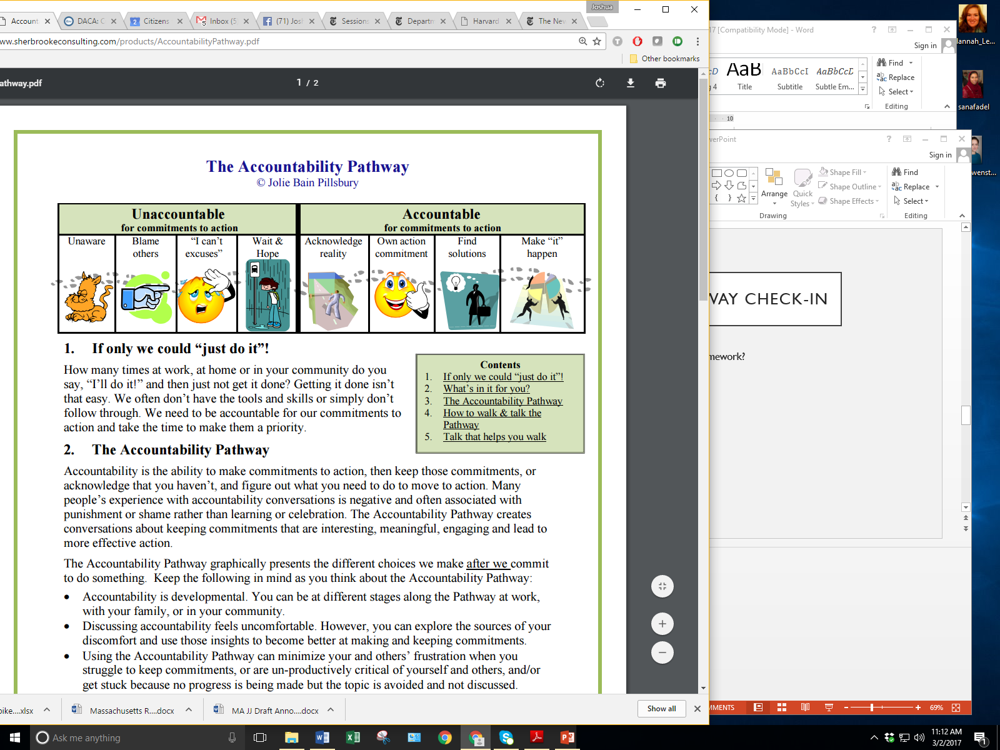 Joshua
Account
DACA: C
Citizens
Inbox (5
(71) Josh
Sessions
Departm
Harvard
The New
ww.sherbrookeconsulting.com/products/AccountabilityPathway.pdf
Other bookmarks
athway.pdf
1 / 2
The Accountability Pathway
© Jolie Bain Pillsbury
Unaccountable
for commitments to action
Accountable
for commitments to action
Unaware
Blame
others
“I can’t
excuses”
Wait &
Hope
Acknowledge
reality
Own action
commitment
Find
solutions
Make “it”
happen
1. If only we could “just do it”!
How many times at work, at home or in your community do you
say, “I’ll do it!” and then just not get it done? Getting it done isn’t
that easy. We often don’t have the tools and skills or simply don’t
follow through. We need to be accountable for our commitments to
action and take the time to make them a priority.
Contents
1. If only we could “just do it”!
2. What’s in it for you?
3. The Accountability Pathway
4. How to walk & talk the
Pathway
5. Talk that helps you walk
2. The Accountability Pathway
Accountability is the ability to make commitments to action, then keep those commitments, or
acknowledge that you haven’t, and figure out what you need to do to move to action. Many
people’s experience with accountability conversations is negative and often associated with
punishment or shame rather than learning or celebration. The Accountability Pathway creates
conversations about keeping commitments that are interesting, meaningful, engaging and lead to
more effective action.
The Accountability Pathway graphically presents the different choices we make after we commit
to do something. Keep the following in mind as you think about the Accountability Pathway:
• Accountability is developmental. You can be at different stages along the Pathway at work,
with your family, or in your community.
• Discussing accountability feels uncomfortable. However, you can explore the sources of your
discomfort and use those insights to become better at making and keeping commitments.
• Using the Accountability Pathway can minimize your and others’ frustration when you
struggle to keep commitments, or are un-productively critical of yourself and others, and/or
get stuck because no progress is being made but the topic is avoided and not discussed.
pike....xlsx
Massachusetts R....docx
MA JJ Draft Anno....docx
Show all
17 [Compatibility Mode] - Word
Sign in
AaB
AaBbCcI
AaBbCcD
g 4
Title
Subtitle
Subtle Em...
Find
Replace
Select
Editing
10
werPoint
Sign in
Arrange
Quick
Styles
Shape Fill
Shape Outline
Shape Effects
Drawing
Find
Replace
Select
Editing
WAY CHECK-IN
mework?
MMENTS
69%
annah_Le...
sanafadel
wenst...
Ask me anything
11:12 AM
3/2/2017
1